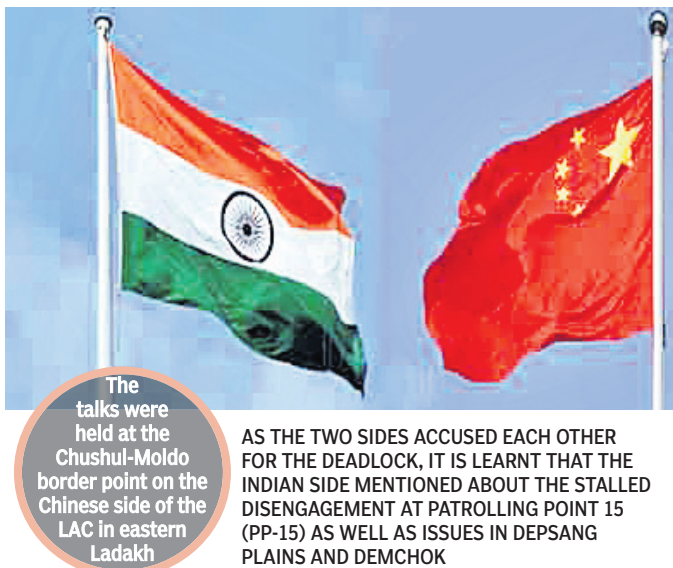 The
talks were
held at the
Chushul-Moldo
border point on the
Chinese side of the
LAC in eastern
Ladakh
AS THE TWO SIDES ACCUSED EACH OTHER
FOR THE DEADLOCK, IT IS LEARNT THAT THE
INDIAN SIDE MENTIONED ABOUT THE STALLED
DISENGAGEMENT AT PATROLLING POINT 15
(PP-15) AS WELL AS ISSUES IN DEPSANG
PLAINS AND DEMCHOK